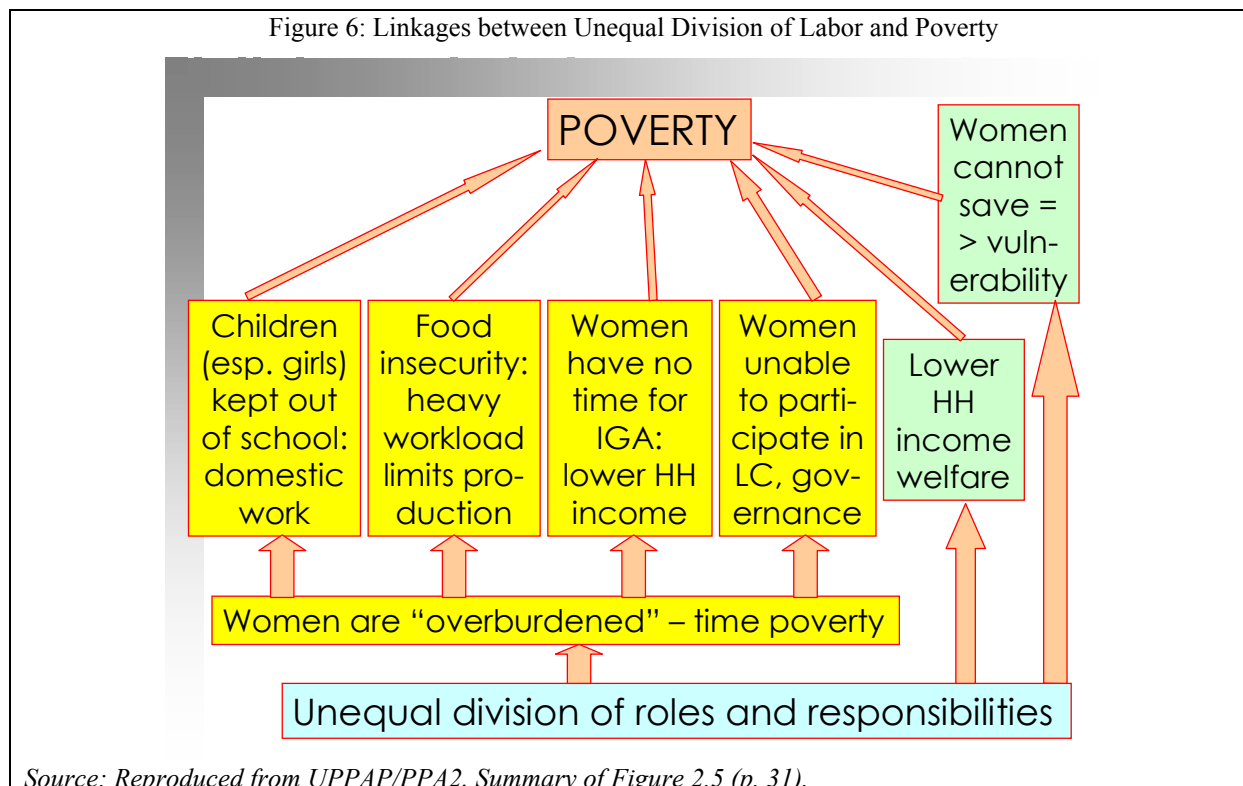 Figure 6: Linkages between Unequal Division of Labor and Poverty
POVERTY
Women
cannot
save =
> vuln-
erability
Children
(esp. girls)
kept out
of school:
domestic
work
Food
insecurity:
heavy
workload
limits pro-
duction
Women
have no
time for
IGA:
lower HH
income
Women
unable
to parti-
cipate in
LC, gov-
ernance
Lower
HH
income
welfare
Women are “overburdened” – time poverty
Unequal division of roles and responsibilities
Source: Reproduced from UPPAP/PPA2. Summary of Figure 2.5 (p. 31).